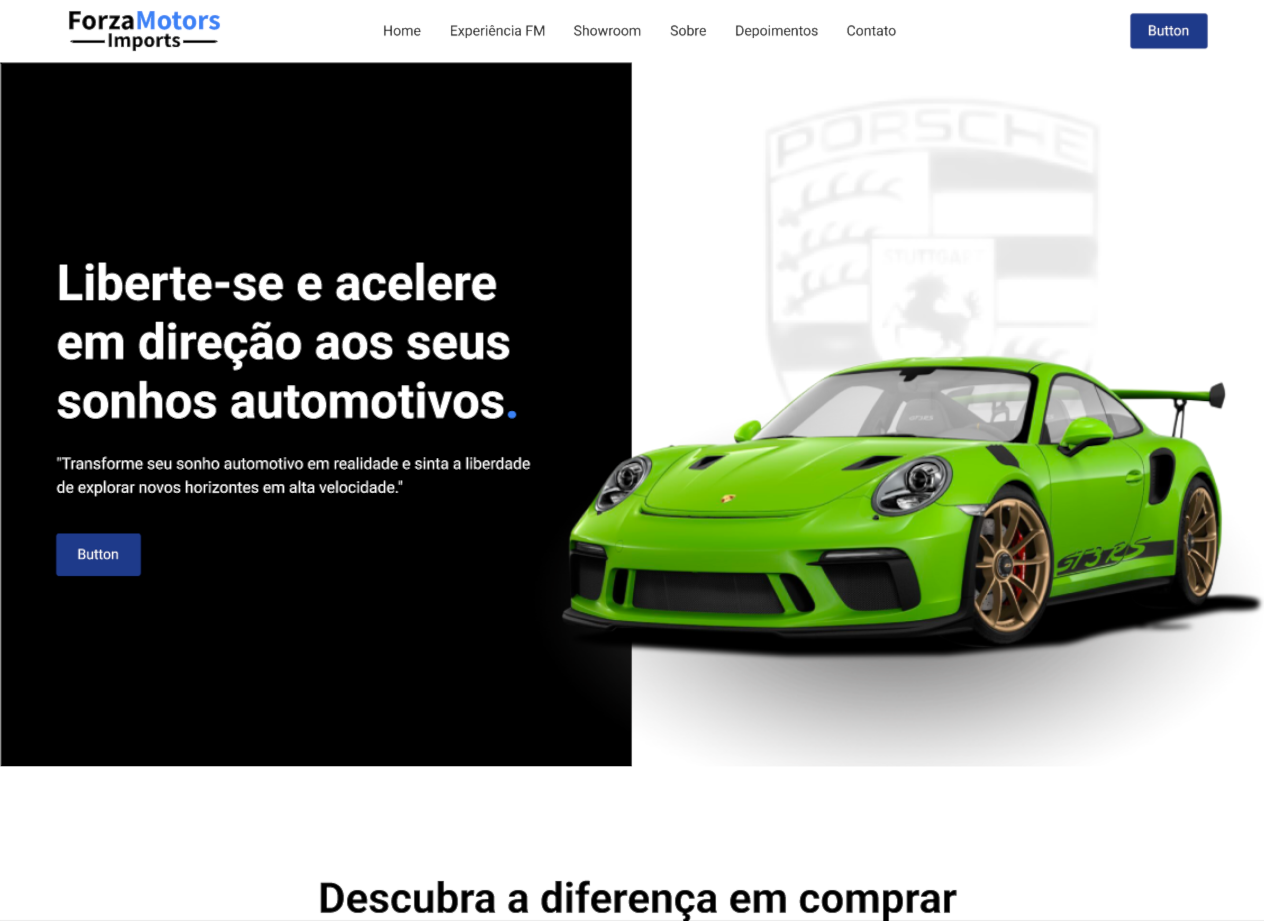 ForzaMotors
Imports
Home
Experiência FM
Showroom
Sobre
Depoimentos
Contato
Button
PORSCHE
STUTTGART
Liberte-se e acelere
em direção aos seus
sonhos automotivos.
"Transforme seu sonho automotivo em realidade e sinta a liberdade
de explorar novos horizontes em alta velocidade."
Button
GT3 RS
Descubra a diferença em comprar